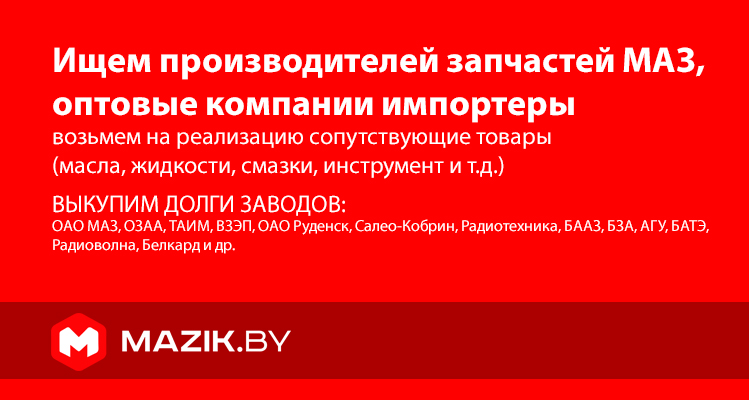 Ищем производителей запчастей МАЗ,
оптовые компании импортеры
возьмем на реализацию сопутствующие товары
(масла, жидкости, смазки, инструмент и т.д.)
ВЫКУПИМ ДОЛГИ ЗАВОДОВ:
ОАО МАЗ, ОЗАА, ТАИМ, ВЗЭП, ОАО Руденск, Салео-Кобрин, Радиотехника, БААЗ, БЗА, АГУ, БАТЭ,
Радиоволна, Белкард и др.
MAZIK.BY